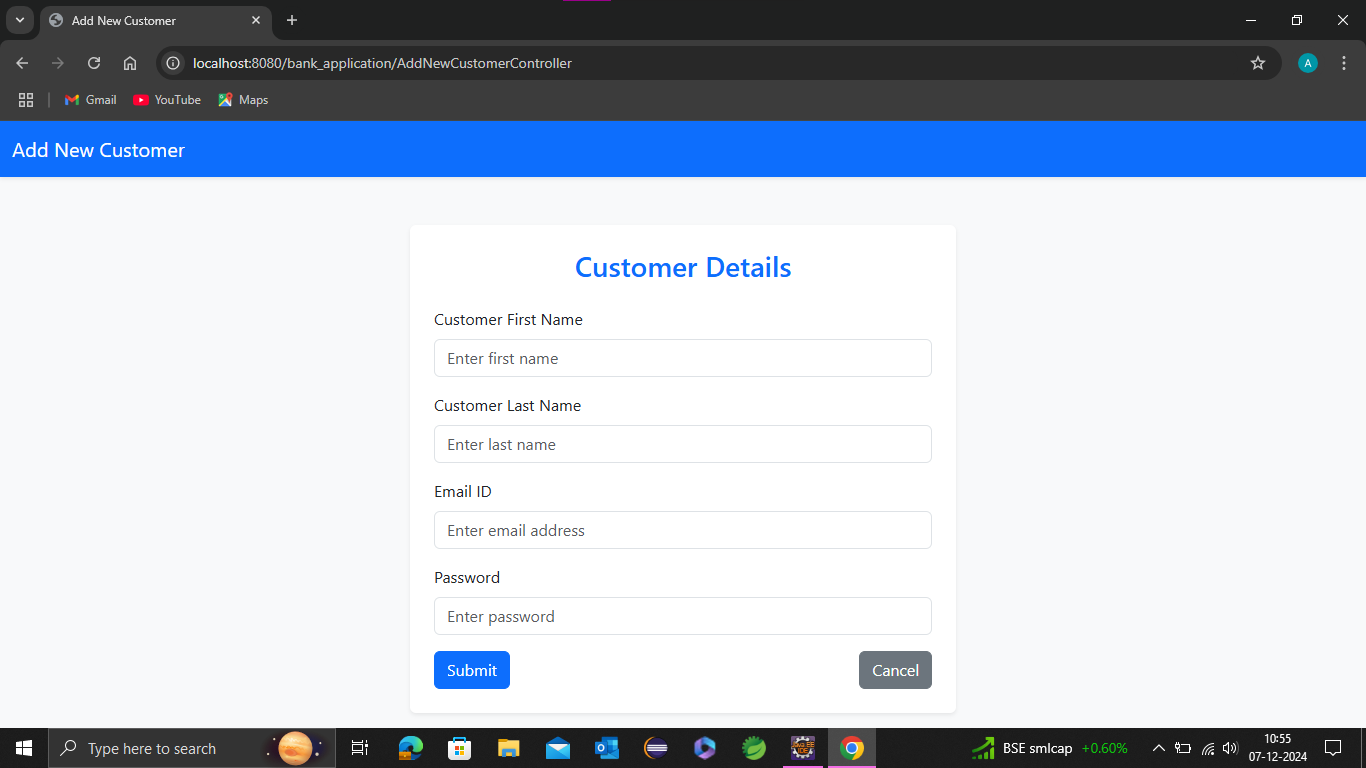 Add New Customer
localhost:8080/bank_application/AddNewCustomerController
A
Gmail YouTube Maps
Add New Customer
Customer Details
Customer First Name
Enter first name
Customer Last Name
Enter last name
Email ID
Enter email address
Password
Enter password
Submit Cancel
Type here to search
BSE smlcap +0.60%
10:55
07-12-2024